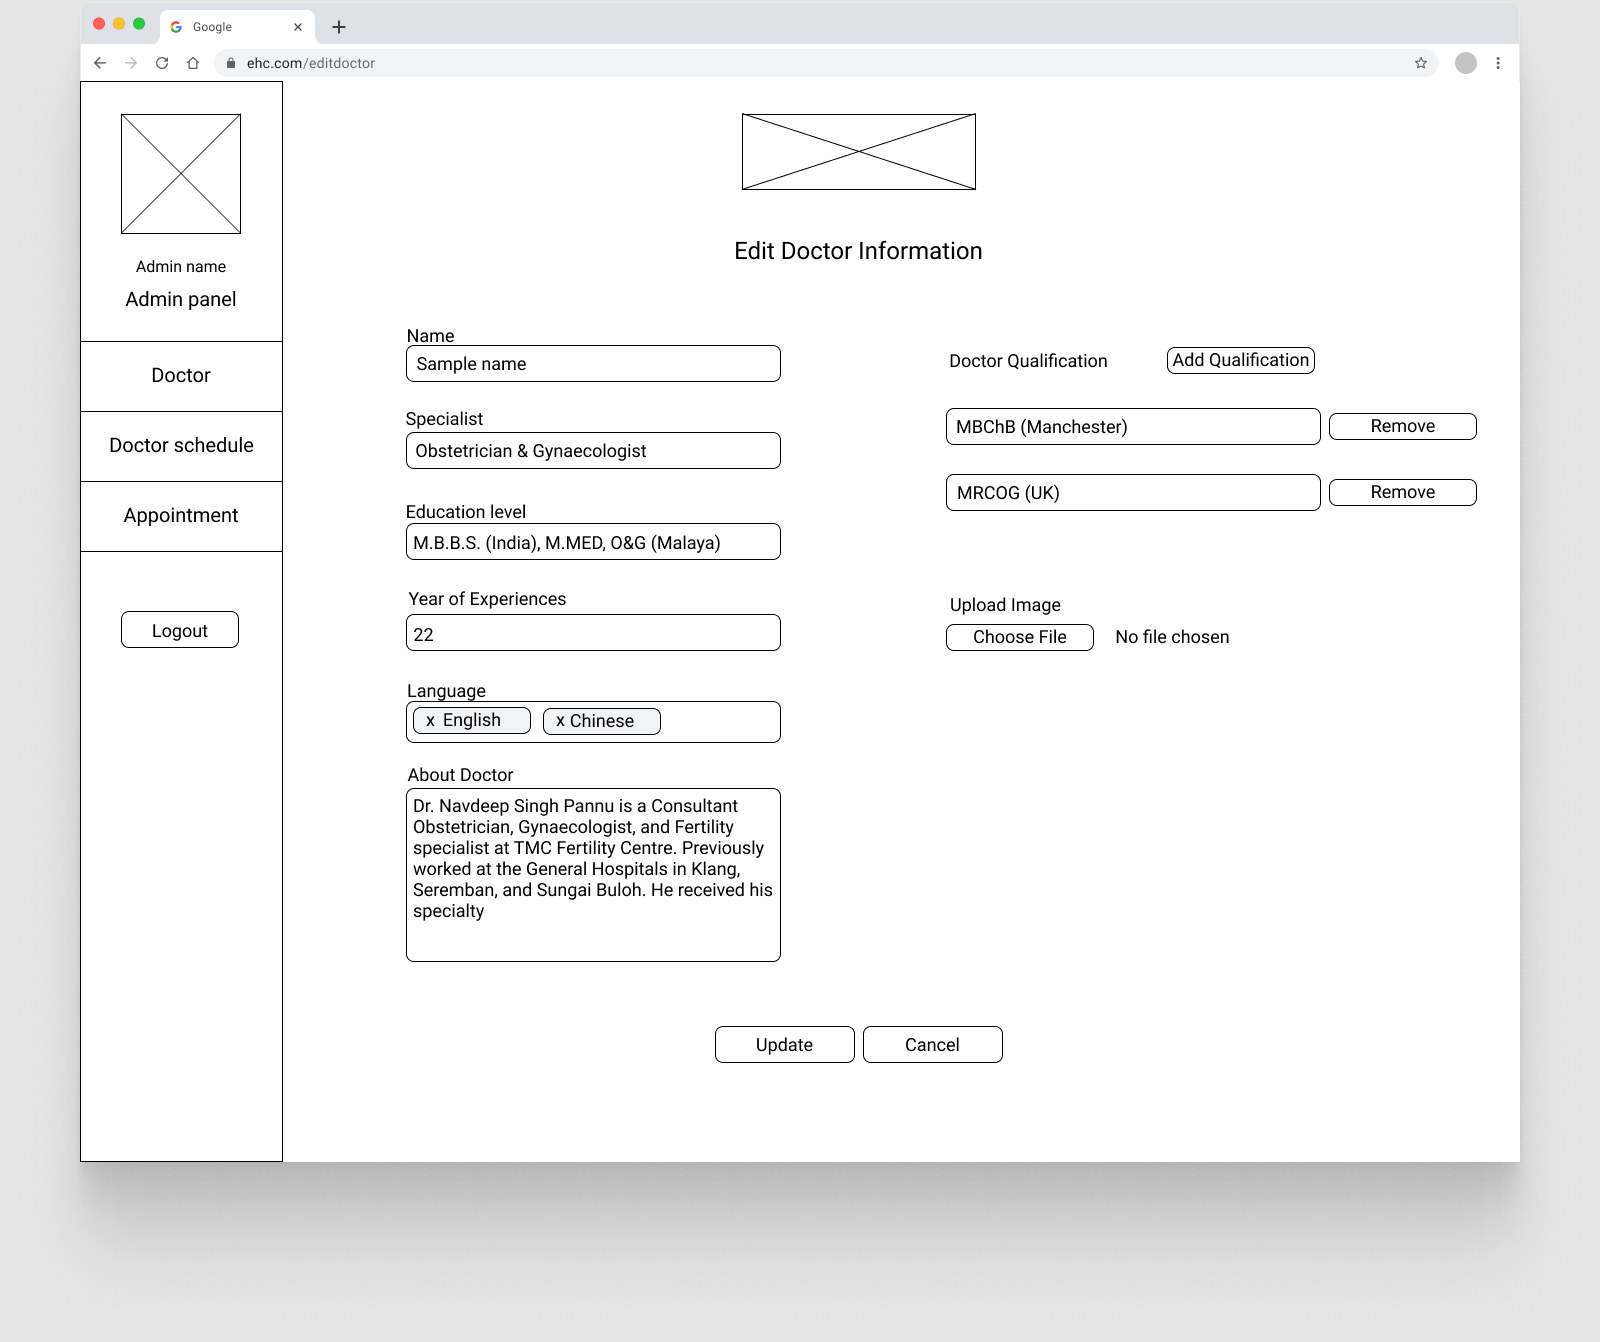 Google
ehc.com/editdoctor
Admin name
Admin panel
Doctor
Doctor schedule
Appointment
Logout
Edit Doctor Information
Name
Sample name
Specialist
Obstetrician & Gynaecologist
Education level
M.B.B.S. (India), M.MED, O&G (Malaya)
Year of Experiences
22
Language
x English x Chinese
About Doctor
Dr. Navdeep Singh Pannu is a Consultant
Obstetrician, Gynaecologist, and Fertility
specialist at TMC Fertility Centre. Previously
worked at the General Hospitals in Klang,
Seremban, and Sungai Buloh. He received his
specialty
Doctor Qualification Add Qualification
MBChB (Manchester) Remove
MRCOG (UK) Remove
Upload Image
Choose File No file chosen
Update Cancel